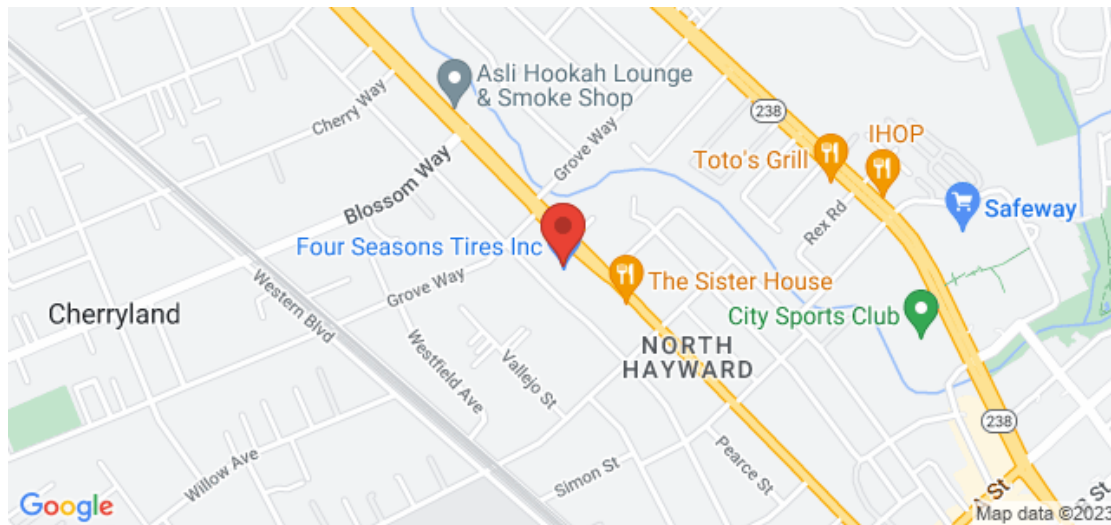 Asli Hookah Lounge
& Smoke Shop
Cherry Way
238
IHOP
Toto's Grill
Grove Way
Blossom Way
Safeway
Rex Rd
Four Seasons Tires Inc
The Sister House
Grove Way
Western Blvd
Cherryland
City Sports Club
NORTH
HAYWARD
Westfield Ave
Vallejo St
238
Pearce St
Willow Ave
Simon St
Google
Map data ©2023